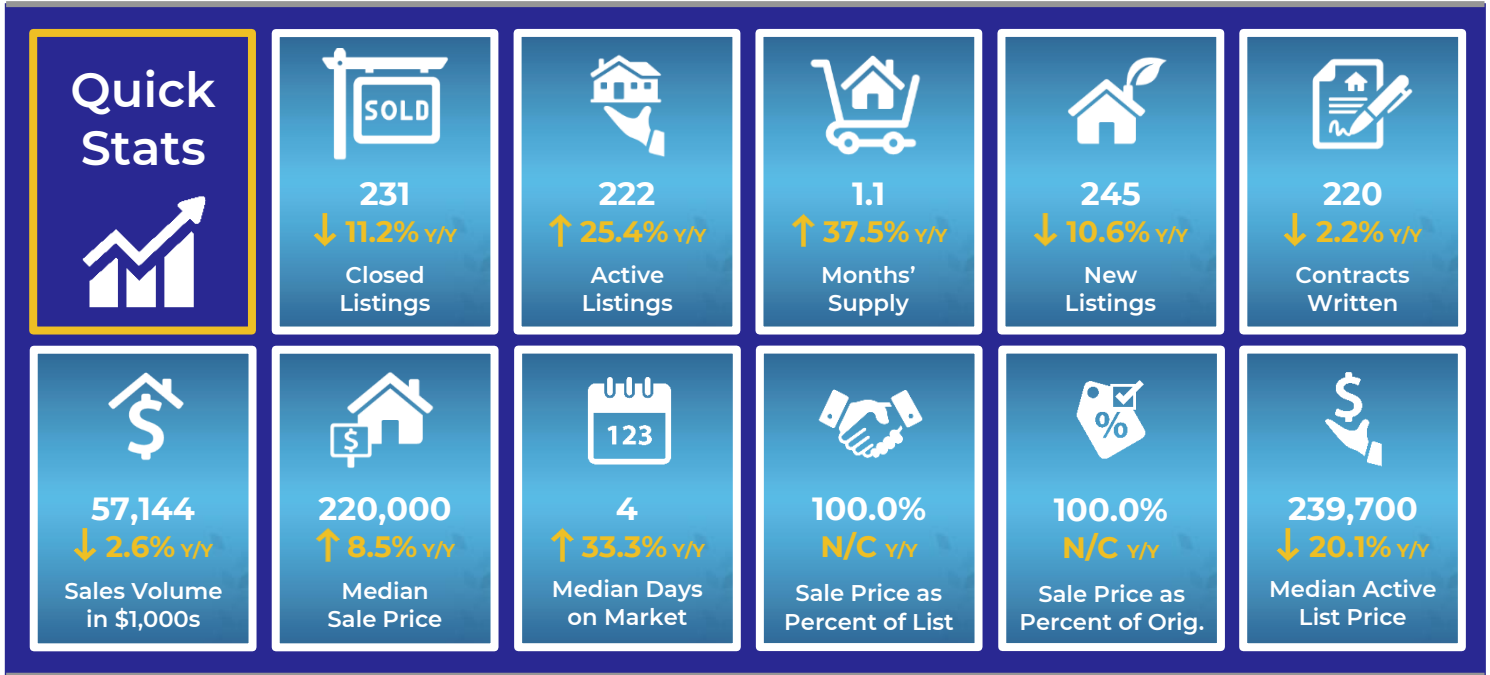 Quick
Stats
SOLD
231
↓ 11.2% Y/Y
Closed
Listings
222
↑ 25.4% Y/Y
Active
Listings
1.1
↑ 37.5% Y/Y
Months’
Supply
245
↓ 10.6% Y/Y
New
Listings
220
↓ 2.2% Y/Y
Contracts
Written
$
57,144
↓ 2.6% Y/Y
Sales Volume
in $1,000s
$
220,000
↑ 8.5% Y/Y
Median
Sale Price
123
4
↑ 33.3% Y/Y
Median Days
on Market
100.0%
N/C Y/Y
Sale Price as
Percent of List
%
100.0%
N/C Y/Y
Sale Price as
Percent of Orig.
$
239,700
↓ 20.1% Y/Y
Median Active
List Price